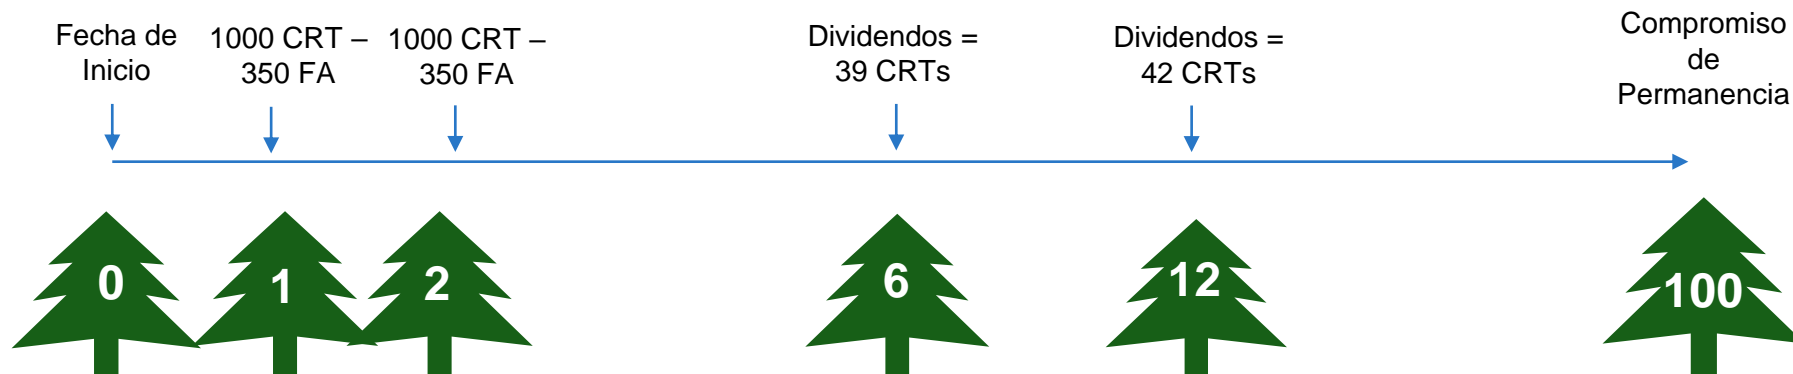 Fecha de
Inicio
1000 CRT –
350 FA
1000 CRT –
350 FA
Dividendos =
39 CRTs
Dividendos =
42 CRTs
Compromiso
de
Permanencia
0
1
2
6
12
100